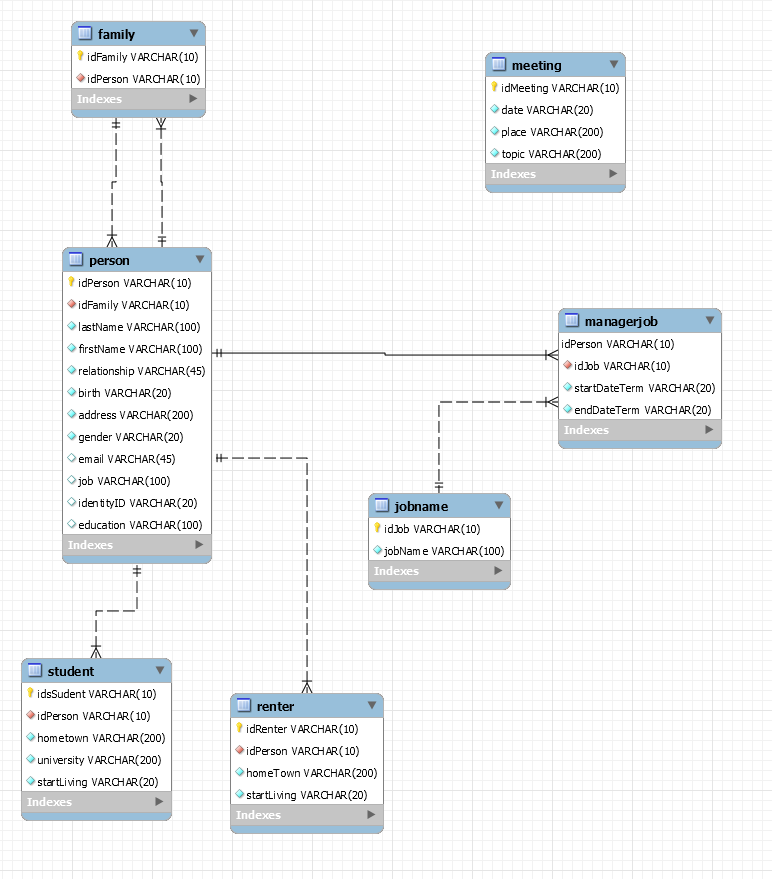 family
idFamily VARCHAR(10)
idPerson VARCHAR(10)
Indexes
meeting
idMeeting VARCHAR(10)
date VARCHAR(20)
place VARCHAR(200)
topic VARCHAR(200)
Indexes
person
idPerson VARCHAR(10)
idFamily VARCHAR(10)
lastName VARCHAR(100)
firstName VARCHAR(100)
relationship VARCHAR(45)
birth VARCHAR(20)
address VARCHAR(200)
gender VARCHAR(20)
email VARCHAR(45)
job VARCHAR(100)
identityID VARCHAR(20)
education VARCHAR(100)
Indexes
managerjob
idPerson VARCHAR(10)
idJob VARCHAR(10)
startDateTerm VARCHAR(20)
endDateTerm VARCHAR(20)
Indexes
jobname
idJob VARCHAR(10)
jobName VARCHAR(100)
Indexes
student
idsSudent VARCHAR(10)
idPerson VARCHAR(10)
hometown VARCHAR(200)
university VARCHAR(200)
startLiving VARCHAR(20)
Indexes
renter
idRenter VARCHAR(10)
idPerson VARCHAR(10)
homeTown VARCHAR(200)
startLiving VARCHAR(20)
Indexes